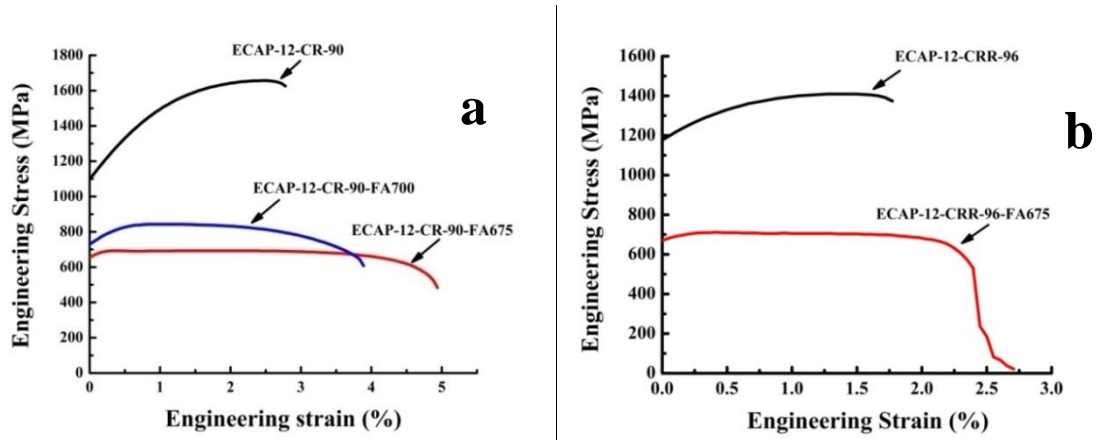 ECAP-12-CR-90
a
ECAP-12-CR-90-FA700
ECAP-12-CR-90-FA675
Engineering Stress (MPa)
1800
1600
1400
1200
1000
800
600
400
200
0
0 1 2 3 4 5
Engineering strain (%)
ECAP-12-CRR-96
b
ECAP-12-CRR-96-FA675
Engineering Stress (MPa)
1600
1400
1200
1000
800
600
400
200
0
0.0 0.5 1.0 1.5 2.0 2.5 3.0
Engineering Strain (%)